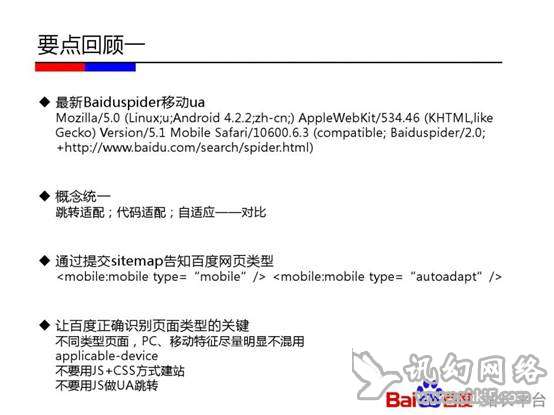 要点回顾一
◆ 最新Baiduspider移动ua
Mozilla/5.0 (Linux;u;Android 4.2.2;zh-cn;) AppleWebKit/534.46 (KHTML,like
Gecko) Version/5.1 Mobile Safari/10600.6.3 (compatible; Baiduspider/2.0;
+http://www.baidu.com/search/spider.html)
◆ 概念统一
跳转适配；代码适配；自适应——对比
◆ 通过提交sitemap告知百度网页类型
<mobile:mobile type=“mobile”/> <mobile:mobile type=“autoadapt”/>
◆ 让百度正确识别页面类型的关键
不同类型页面，PC、移动特征尽量明显不混用
applicable-device
不要用JS+CSS方式建站
不要用JS做UA跳转
讯幻网络
Bai百度
平台